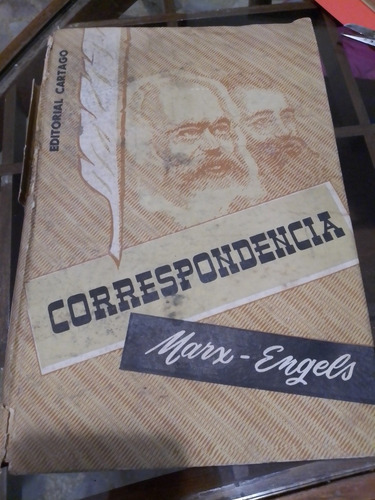 EDITORIAL CARTAGO
CORRESPONDENCIA
Marx - Engels